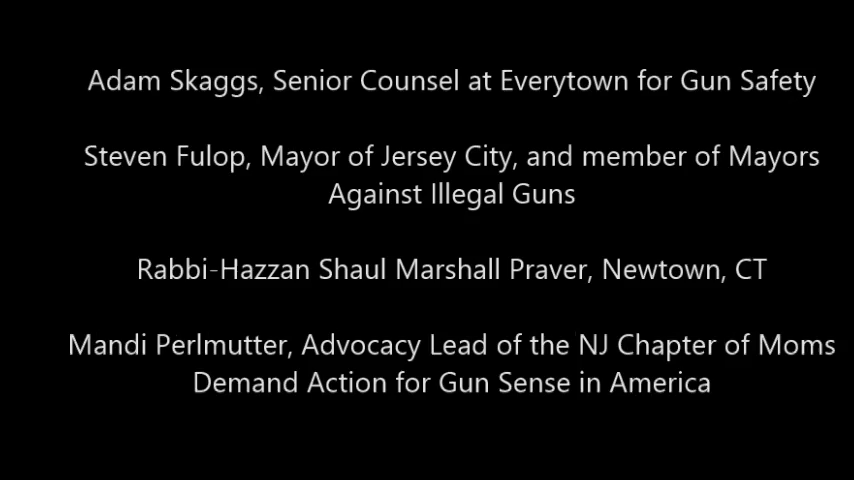 Adam Skaggs, Senior Counsel at Everytown for Gun Safety
Steven Fulop, Mayor of Jersey City, and member of Mayors
Against Illegal Guns
Rabbi-Hazzan Shaul Marshall Praver, Newtown, CT
Mandi Perlmutter, Advocacy Lead of the NJ Chapter of Moms
Demand Action for Gun Sense in America